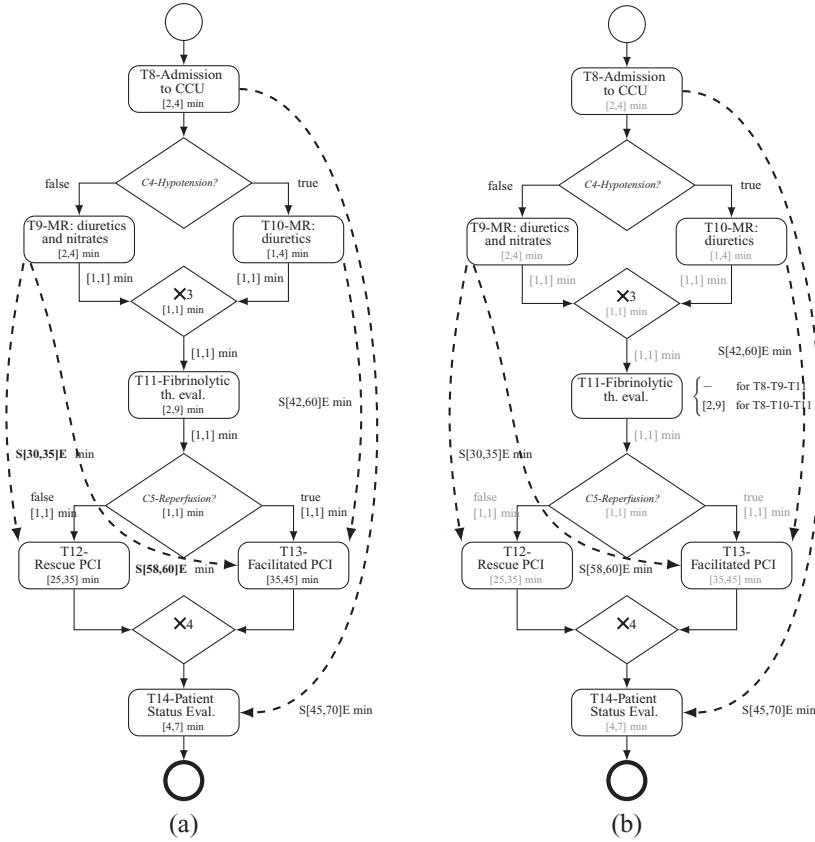 T8-Admission
to CCU
[2,4] min
C4-Hypotension?
false
true
T9-MR: diuretics
and nitrates
[2,4] min
T10-MR:
diuretics
[1,4] min
[1,1] min
[1,1] min
×3
[1,1] min
[1,1] min
T11-Fibrinolytic
th. eval.
[2,9] min
S[42,60]E min
[1,1] min
S[30,35]E min
C5-Reperfusion?
[1,1] min
false
[1,1] min
true
[1,1] min
T12-
Rescue PCI
[25,35] min
S[58,60]E min
T13-
Facilitated PCI
[35,45] min
×4
T14-Patient
Status Eval.
[4,7] min
S[45,70]E min
(a)
T8-Admission
to CCU
[2,4] min
C4-Hypotension?
false
true
T9-MR: diuretics
and nitrates
[2,4] min
T10-MR:
diuretics
[1,4] min
[1,1] min
[1,1] min
×3
[1,1] min
[1,1] min
S[42,60]E min
T11-Fibrinolytic
th. eval.
{ — for T8-T9-T11
[2,9] for T8-T10-T11
[1,1] min
S[30,35]E min
C5-Reperfusion?
[1,1] min
false
[1,1] min
true
[1,1] min
T12-
Rescue PCI
[25,35] min
S[58,60]E min
T13-
Facilitated PCI
[35,45] min
×4
T14-Patient
Status Eval.
[4,7] min
S[45,70]E min
(b)